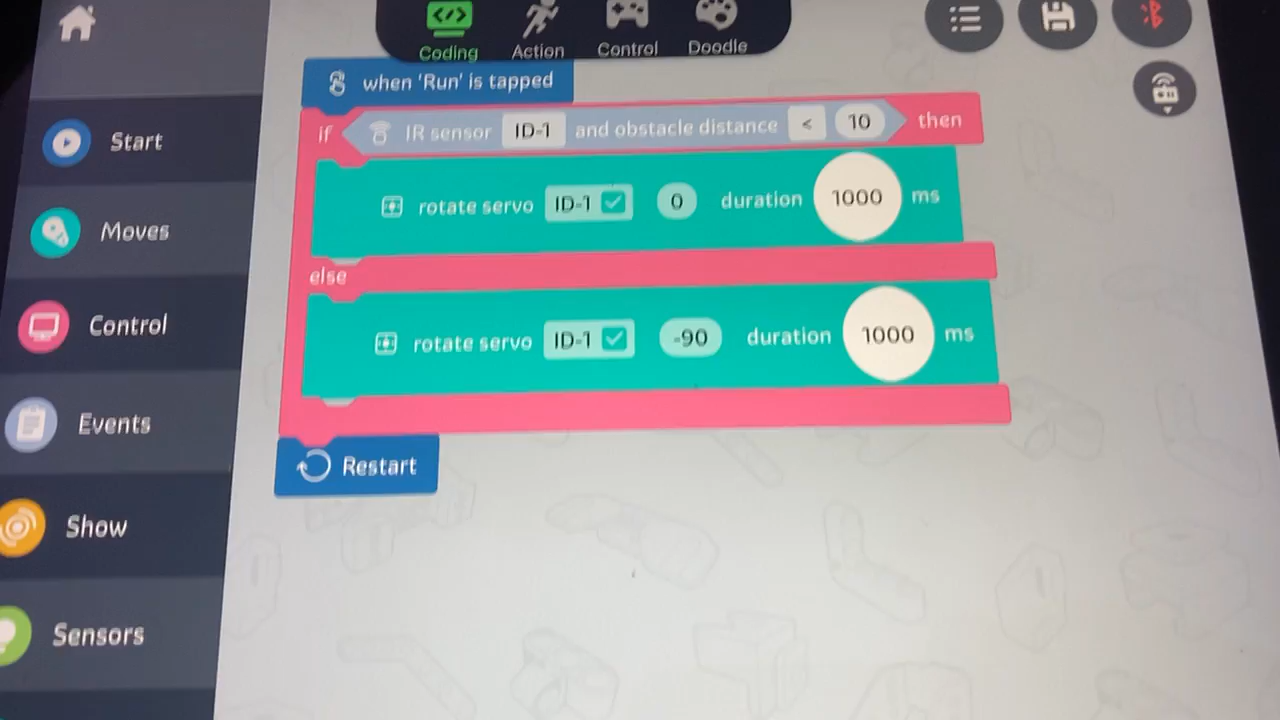 Coding Action Control Doodle
Start
Moves
Control
Events
Show
Sensors
when 'Run' is tapped
if IR sensor ID-1 and obstacle distance < 10 then
rotate servo ID-1 0 duration 1000 ms
else
rotate servo ID-1 -90 duration 1000 ms
Restart